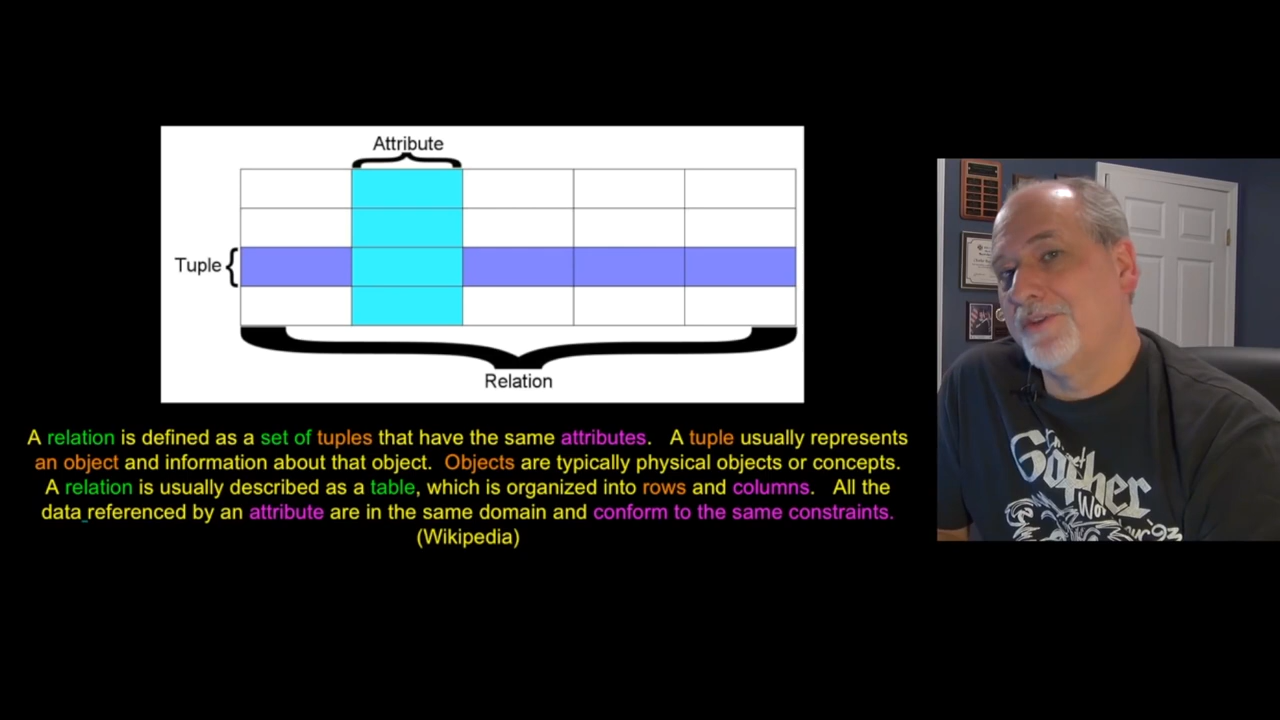 Attribute
Tuple
Relation
A relation is defined as a set of tuples that have the same attributes. A tuple usually represents
an object and information about that object. Objects are typically physical objects or concepts.
A relation is usually described as a table, which is organized into rows and columns. All the
data referenced by an attribute are in the same domain and conform to the same constraints.
(Wikipedia)
Gopher